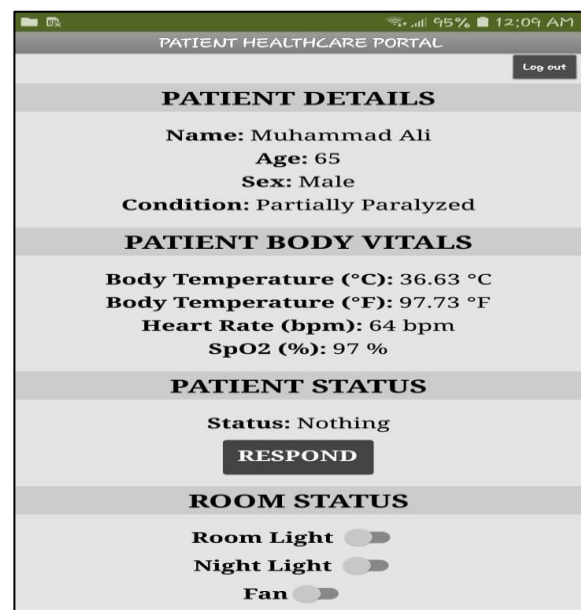 95% 12:09 AM
PATIENT HEALTHCARE PORTAL
Log out
PATIENT DETAILS
Name: Muhammad Ali
Age: 65
Sex: Male
Condition: Partially Paralyzed
PATIENT BODY VITALS
Body Temperature (°C): 36.63 °C
Body Temperature (°F): 97.73 °F
Heart Rate (bpm): 64 bpm
SpO2 (%): 97 %
PATIENT STATUS
Status: Nothing
RESPOND
ROOM STATUS
Room Light
Night Light
Fan